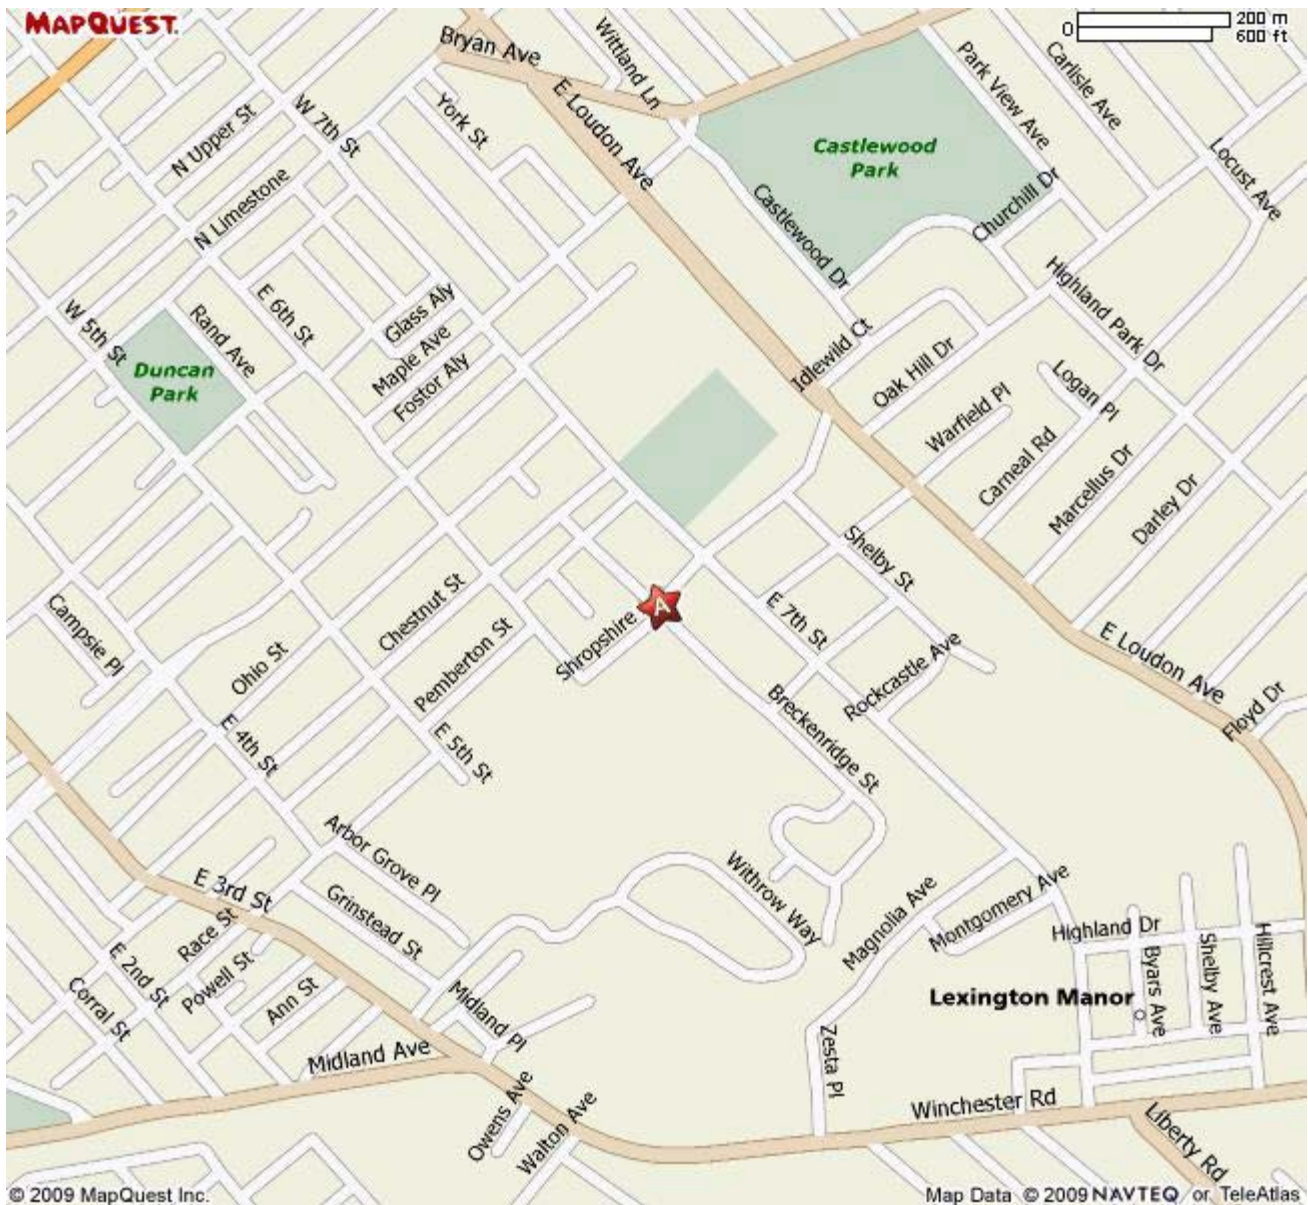 MAPQUEST.
0
200 m
600 ft
Bryan Ave
Wittland Ln
Park View Ave
Carlisle Ave
W 7th St
York St
N Upper St
E Loudon Ave
Castlewood
Park
Locust Ave
N Limestone
Castlewood Dr
Churchill Dr
Highland Park Dr
W 5th St
Rand Ave
E 6th St
Glass Aly
Maple Ave
Fostor Aly
Duncan
Park
Idlewild Ct
Oak Hill Dr
Warfield Pl
Logan Pl
Carneal Rd
Marcellus Dr
Darley Dr
Shelby St
Campsie Pl
Chestnut St
Ohio St
Pemberton St
Shropshire
A
E 7th St
Rockcastle Ave
E Loudon Ave
Floyd Dr
E 4th St
E 5th St
Breckenridge St
Arbor Grove Pl
E 3rd St
Grinstead St
Withrow Way
Magnolia Ave
Montgomery Ave
Race St
E 2nd St
Powell St
Corral St
Ann St
Midland Pl
Highland Dr
Byars Ave
Shelby Ave
Hillcrest Ave
Lexington Manor
Midland Ave
Zesta Pl
Owens Ave
Walton Ave
Winchester Rd
Liberty Rd
© 2009 MapQuest Inc.
Map Data © 2009 NAVTEQ or TeleAtlas